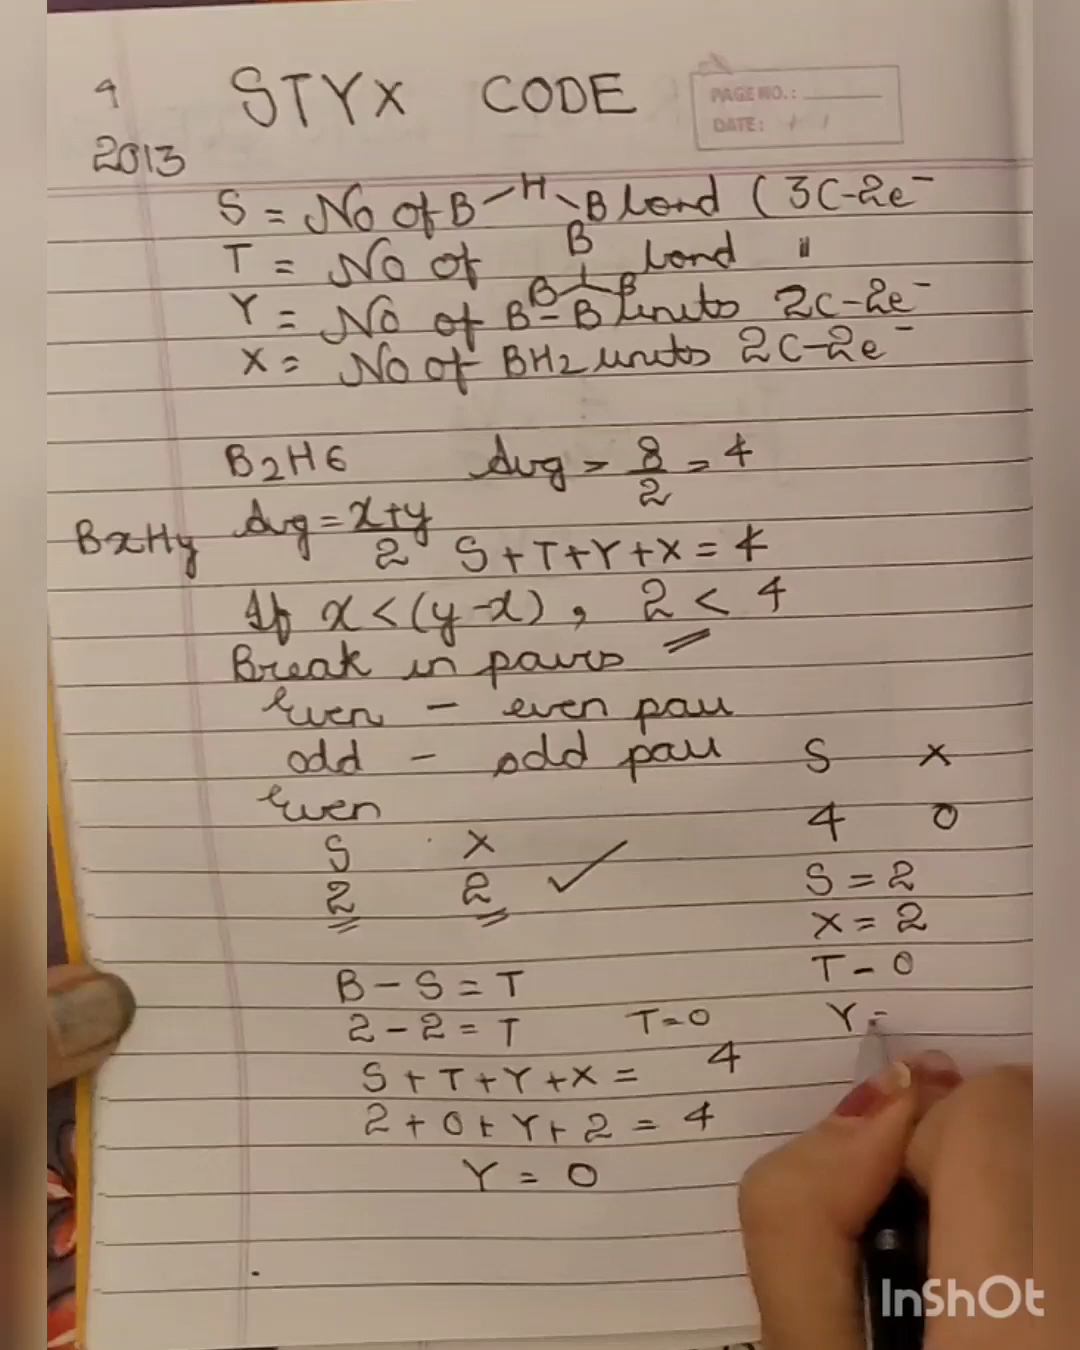 4 STYX CODE
PAGE NO.:
DATE: / /
2013
S = No of B-H-B bond (3C-2e-
T = No of B B B bond "
Y = No of B-B units 2C-2e-
X = No of BH2 units 2C-2e-
B2H6 Avg = 8/2 = 4
BxHy Avg = x+y/2 S+T+Y+X = 4
If x < (y-x), 2 < 4
Break in pairs
Even - even pair
odd - odd pair S X
Even 4 0
S X
2 2 ✓ S = 2
X = 2
B - S = T T - 0
2 - 2 = T T = 0 Y =
S + T + Y + X = 4
2 + 0 + Y + 2 = 4
Y = 0
InShOt